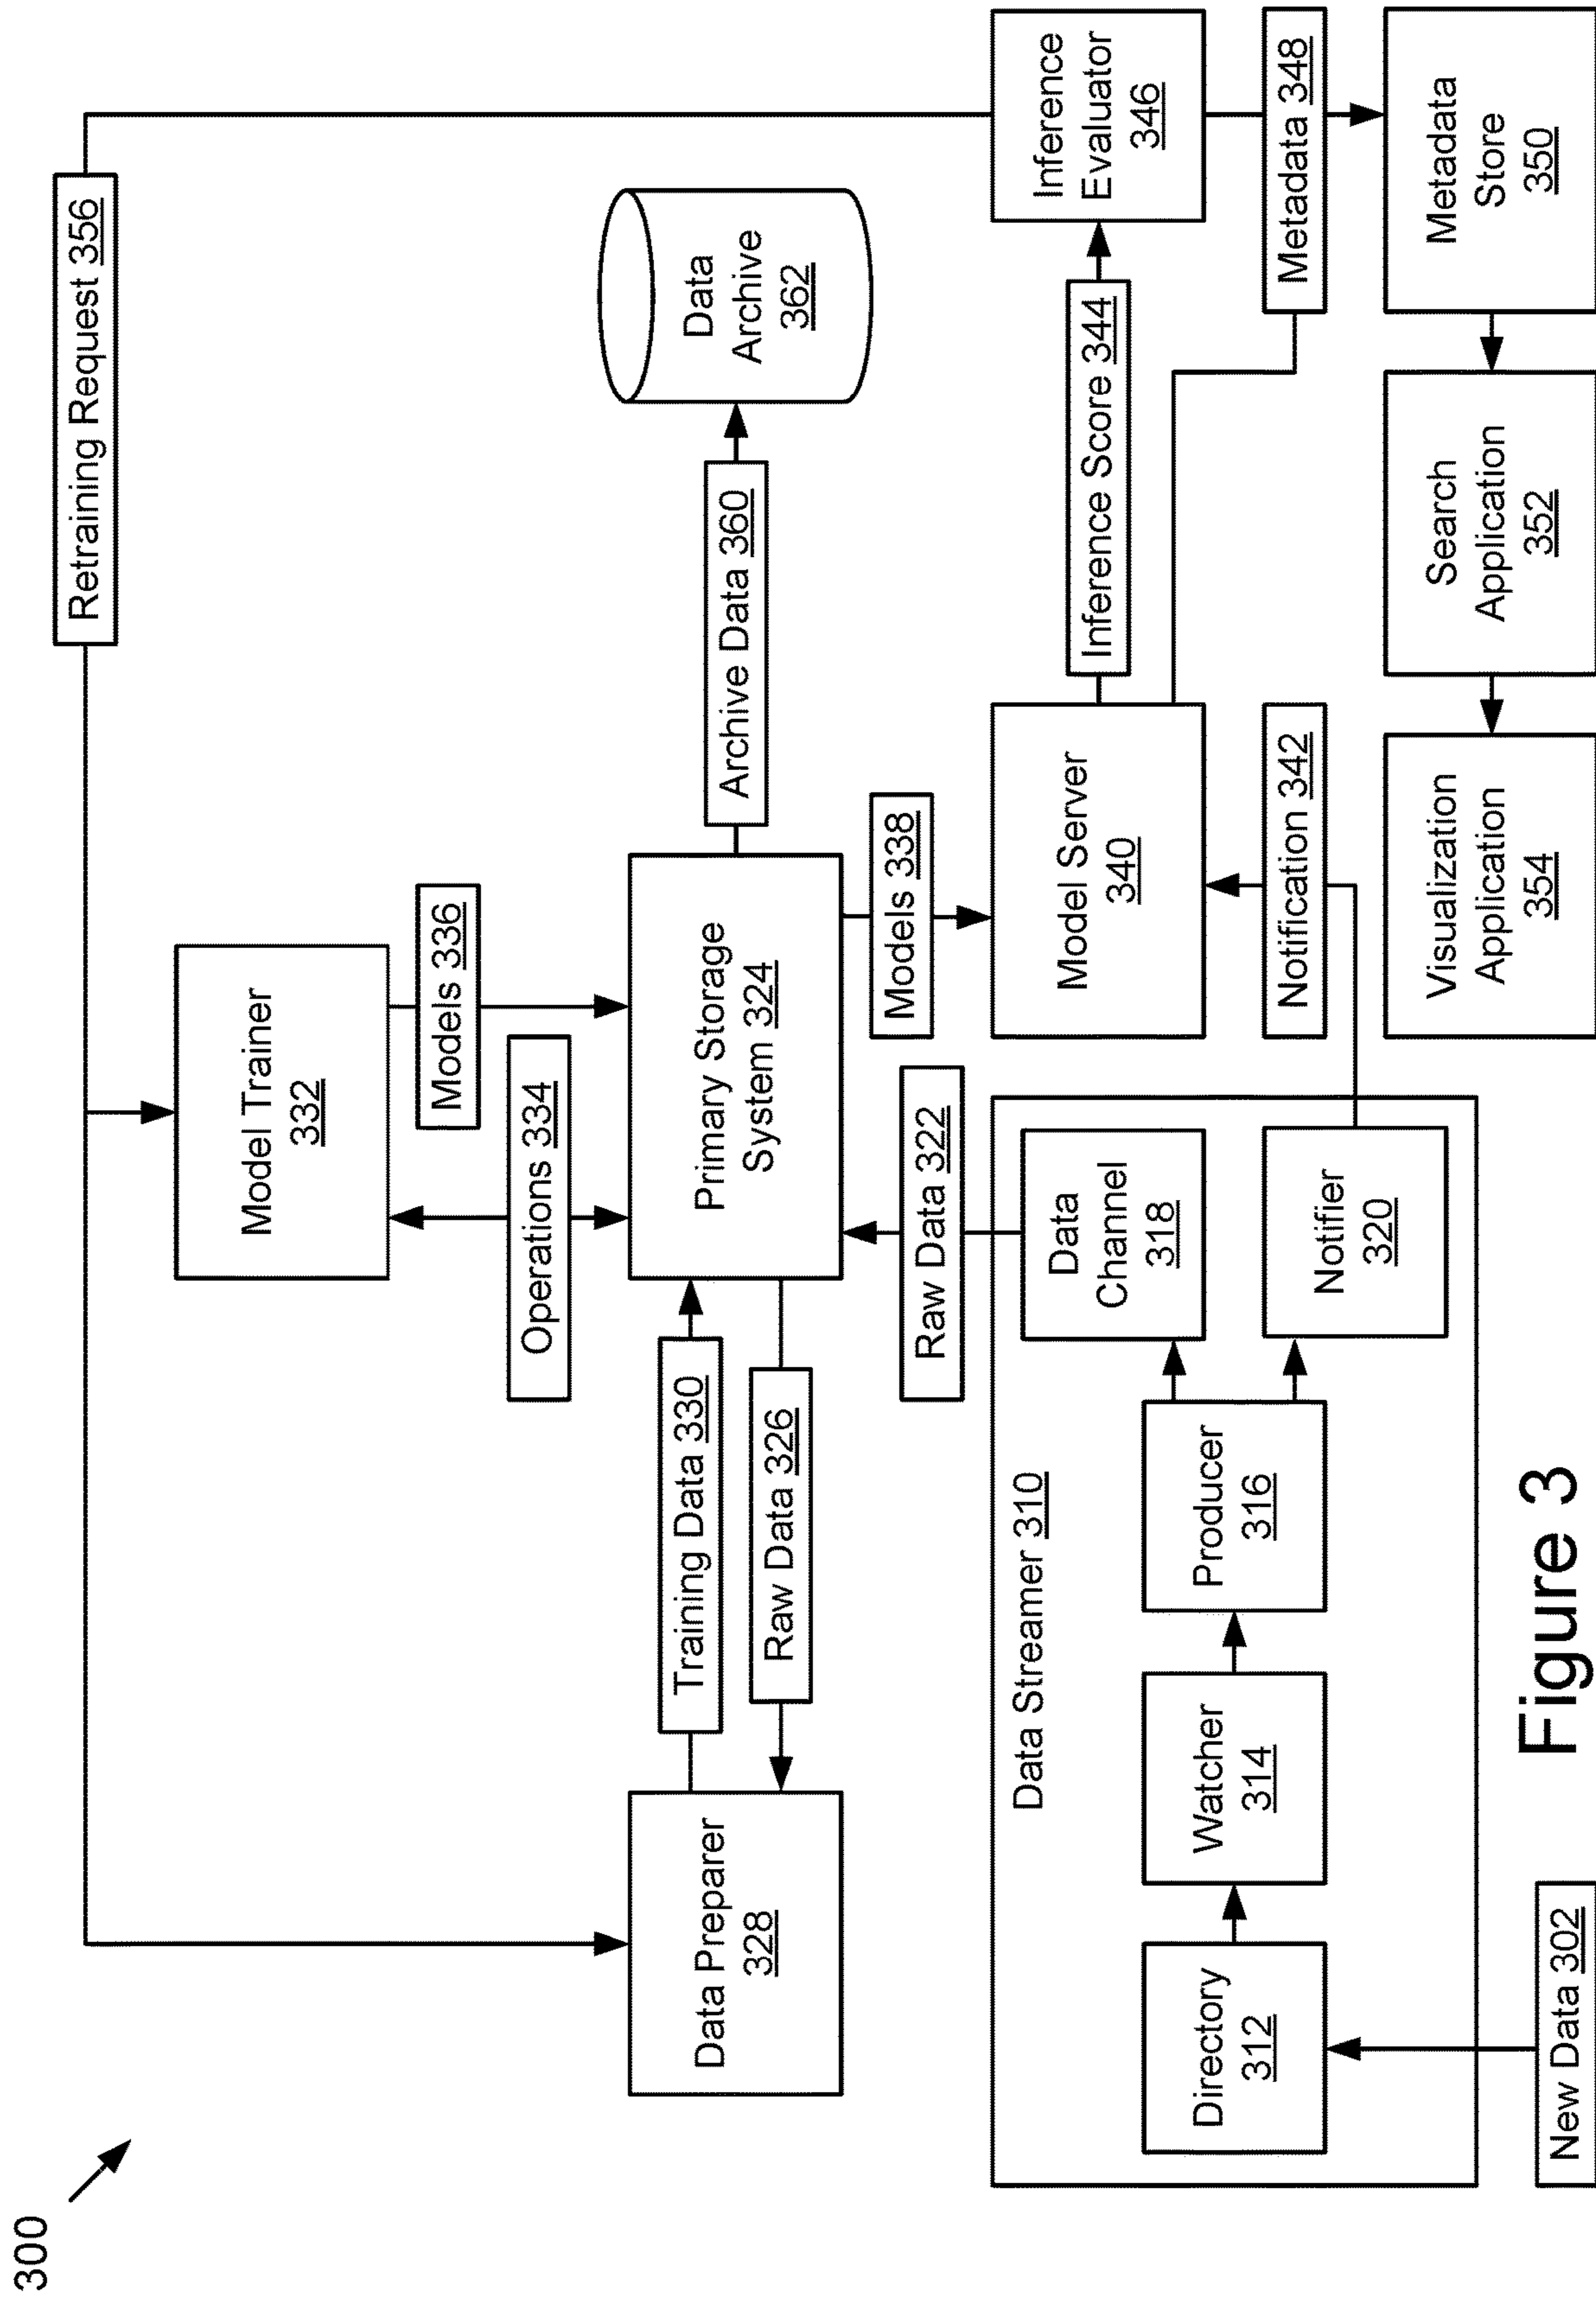 300
Retraining Request 356
Model Trainer
332
Operations 334
Models 336
Data Preparer
328
Training Data 330
Raw Data 326
Primary Storage
System 324
Archive Data 360
Data
Archive
362
Raw Data 322
Models 338
Data Streamer 310
Directory
312
Watcher
314
Producer
316
Data
Channel
318
Notifier
320
Model Server
340
Inference Score 344
Inference
Evaluator
346
Notification 342
Metadata 348
Visualization
Application
354
Search
Application
352
Metadata
Store
350
New Data 302
Figure 3